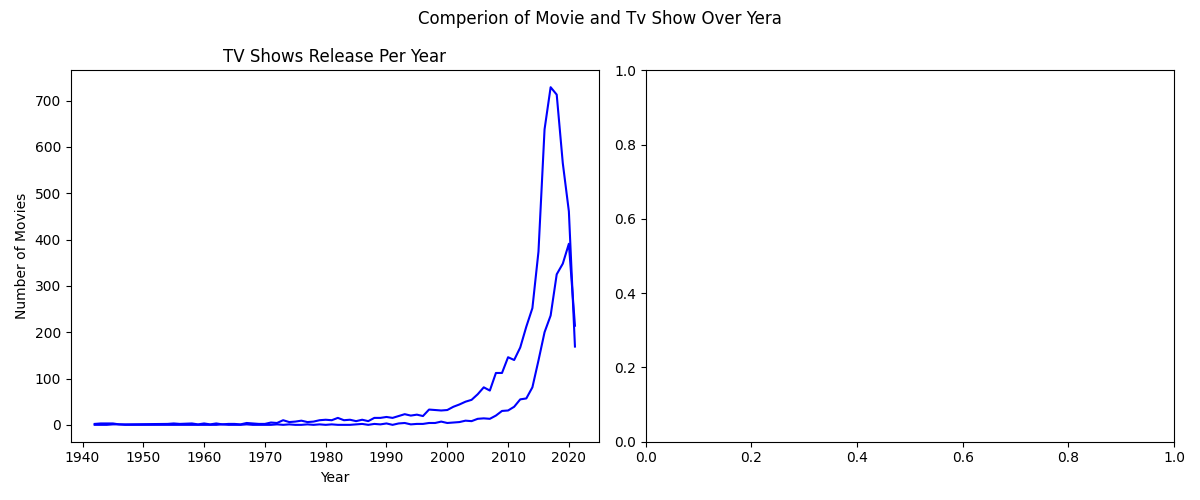 Comperion of Movie and Tv Show Over Yera
TV Shows Release Per Year
Number of Movies
700
600
500
400
300
200
100
0
1940 1950 1960 1970 1980 1990 2000 2010 2020
Year
1.0
0.8
0.6
0.4
0.2
0.0
0.0 0.2 0.4 0.6 0.8 1.0